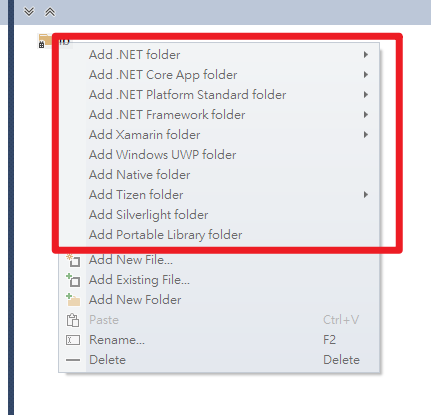 Add .NET folder
Add .NET Core App folder
Add .NET Platform Standard folder
Add .NET Framework folder
Add Xamarin folder
Add Windows UWP folder
Add Native folder
Add Tizen folder
Add Silverlight folder
Add Portable Library folder
Add New File...
Add Existing File...
Add New Folder
Paste Ctrl+V
Rename... F2
Delete Delete